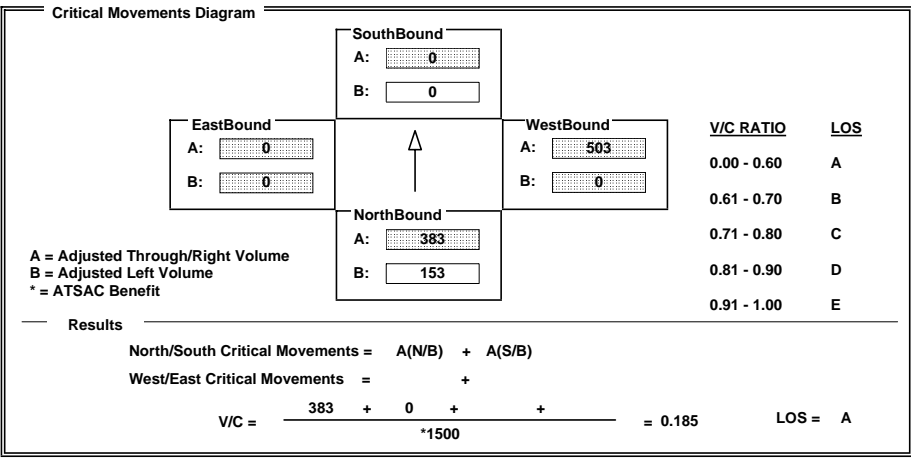 Critical Movements Diagram
SouthBound
A: 0
B: 0
EastBound
A: 0
B: 0
WestBound
A: 503
B: 0
NorthBound
A: 383
B: 153
V/C RATIO LOS
0.00 - 0.60 A
0.61 - 0.70 B
0.71 - 0.80 C
0.81 - 0.90 D
0.91 - 1.00 E
A = Adjusted Through/Right Volume
B = Adjusted Left Volume
* = ATSAC Benefit
Results
North/South Critical Movements = A(N/B) + A(S/B)
West/East Critical Movements = +
V/C = 383 + 0 + + = 0.185 LOS = A
*1500